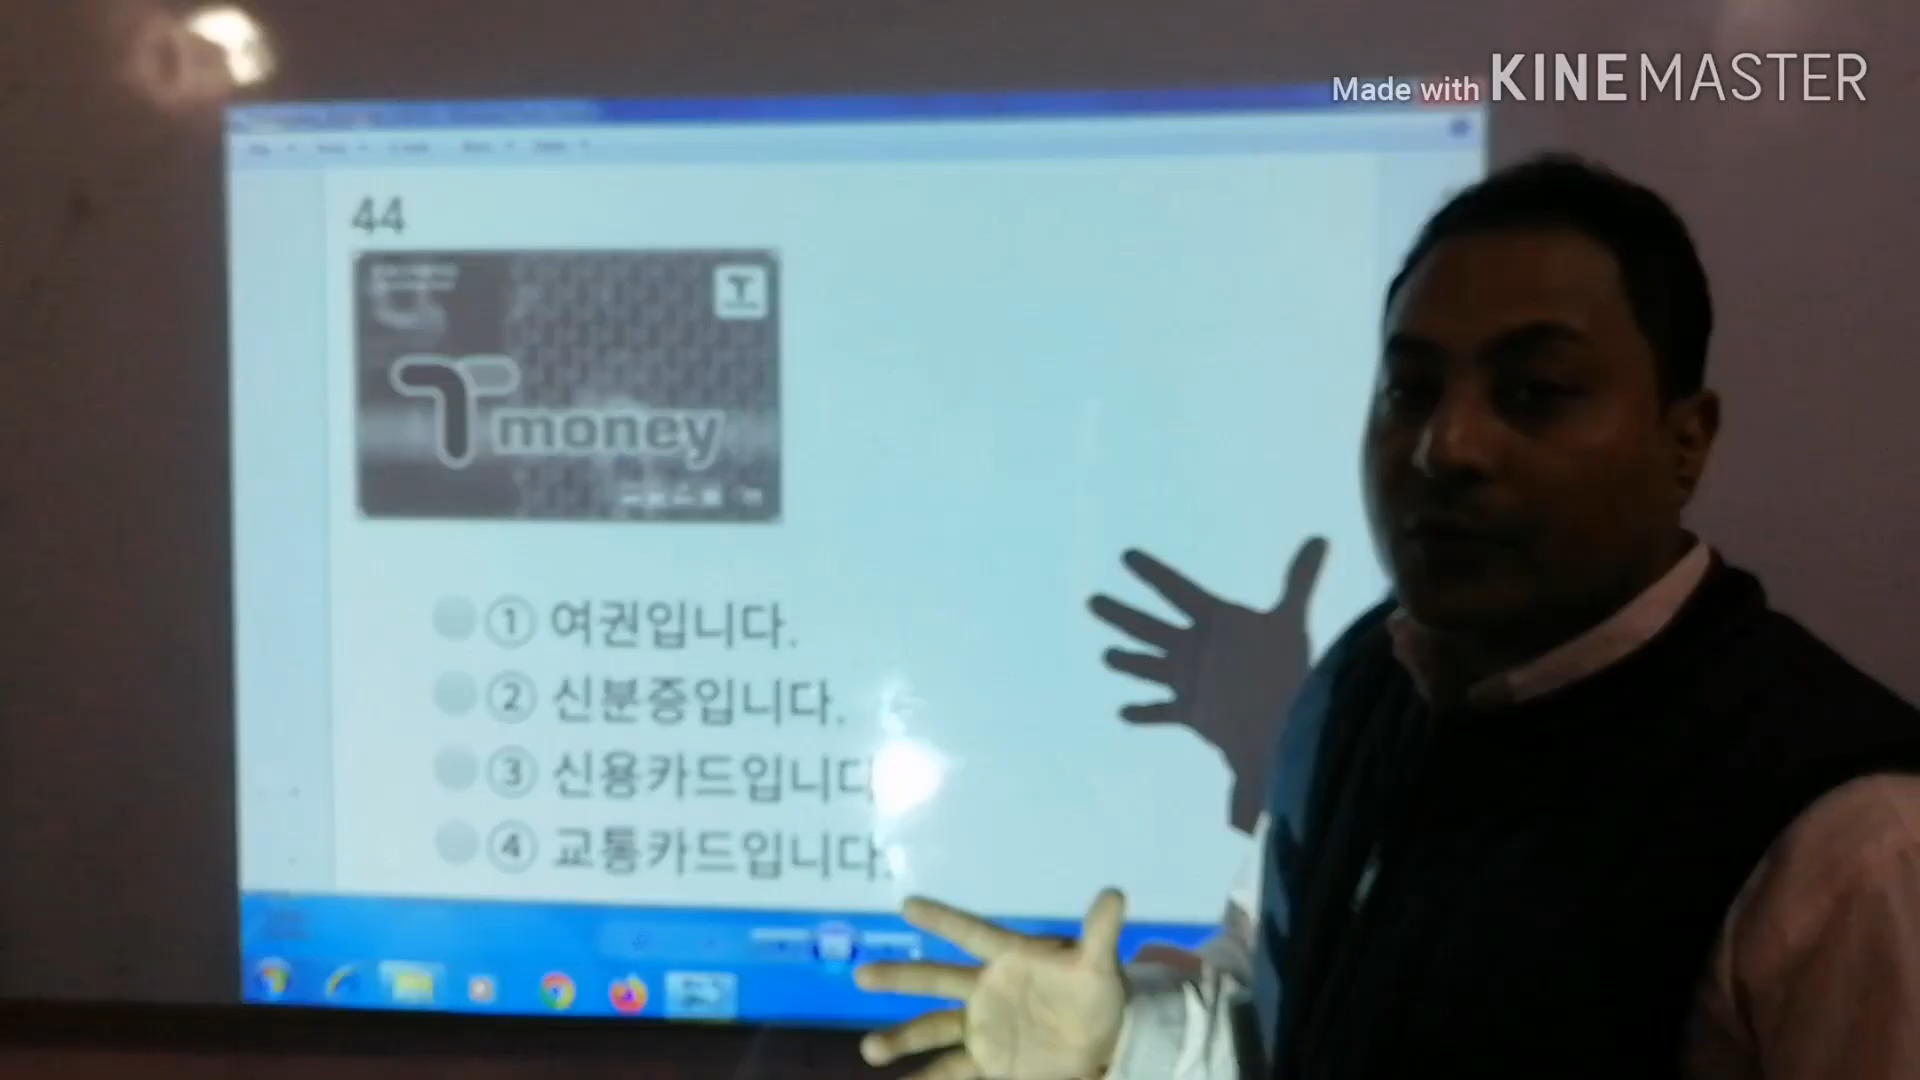 Made with KINEMASTER
44
T
Tmoney
① 여권입니다.
② 신분증입니다.
③ 신용카드입니다
④ 교통카드입니다.